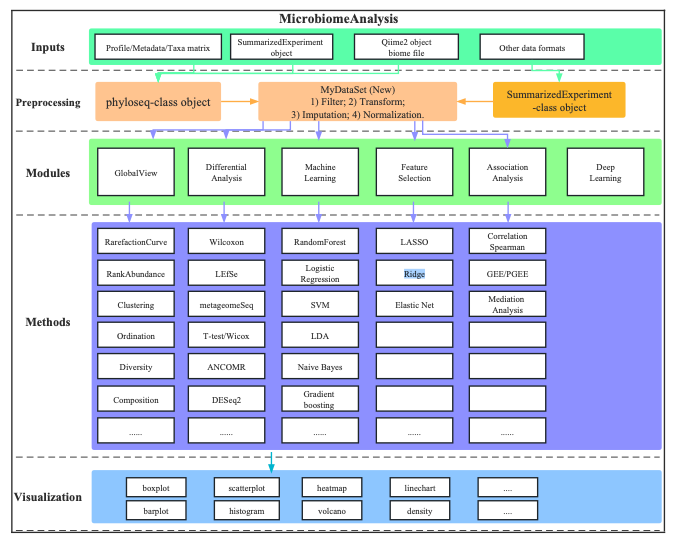 MicrobiomeAnalysis
Inputs
Profile/Metadata/Taxa matrix
SummarizedExperiment
object
Qiime2 object
biome file
Other data formats
Preprocessing
phyloseq-class object
MyDataSet (New)
1) Filter; 2) Transform;
3) Imputation; 4) Normalization.
SummarizedExperiment
-class object
Modules
GlobalView
Differential
Analysis
Machine
Learning
Feature
Selection
Association
Analysis
Deep
Learning
Methods
RarefactionCurve
Wilcoxon
RandomForest
LASSO
Correlation
Spearman
RankAbundance
LEfSe
Logistic
Regression
Ridge
GEE/PGEE
Clustering
metageomeSeq
SVM
Elastic Net
Mediation
Analysis
Ordination
T-test/Wicox
LDA
Diversity
ANCOMR
Naive Bayes
Composition
DESeq2
Gradient
boosting
......
......
......
......
......
Visualization
boxplot
scatterplot
heatmap
linechart
....
barplot
histogram
volcano
density
....